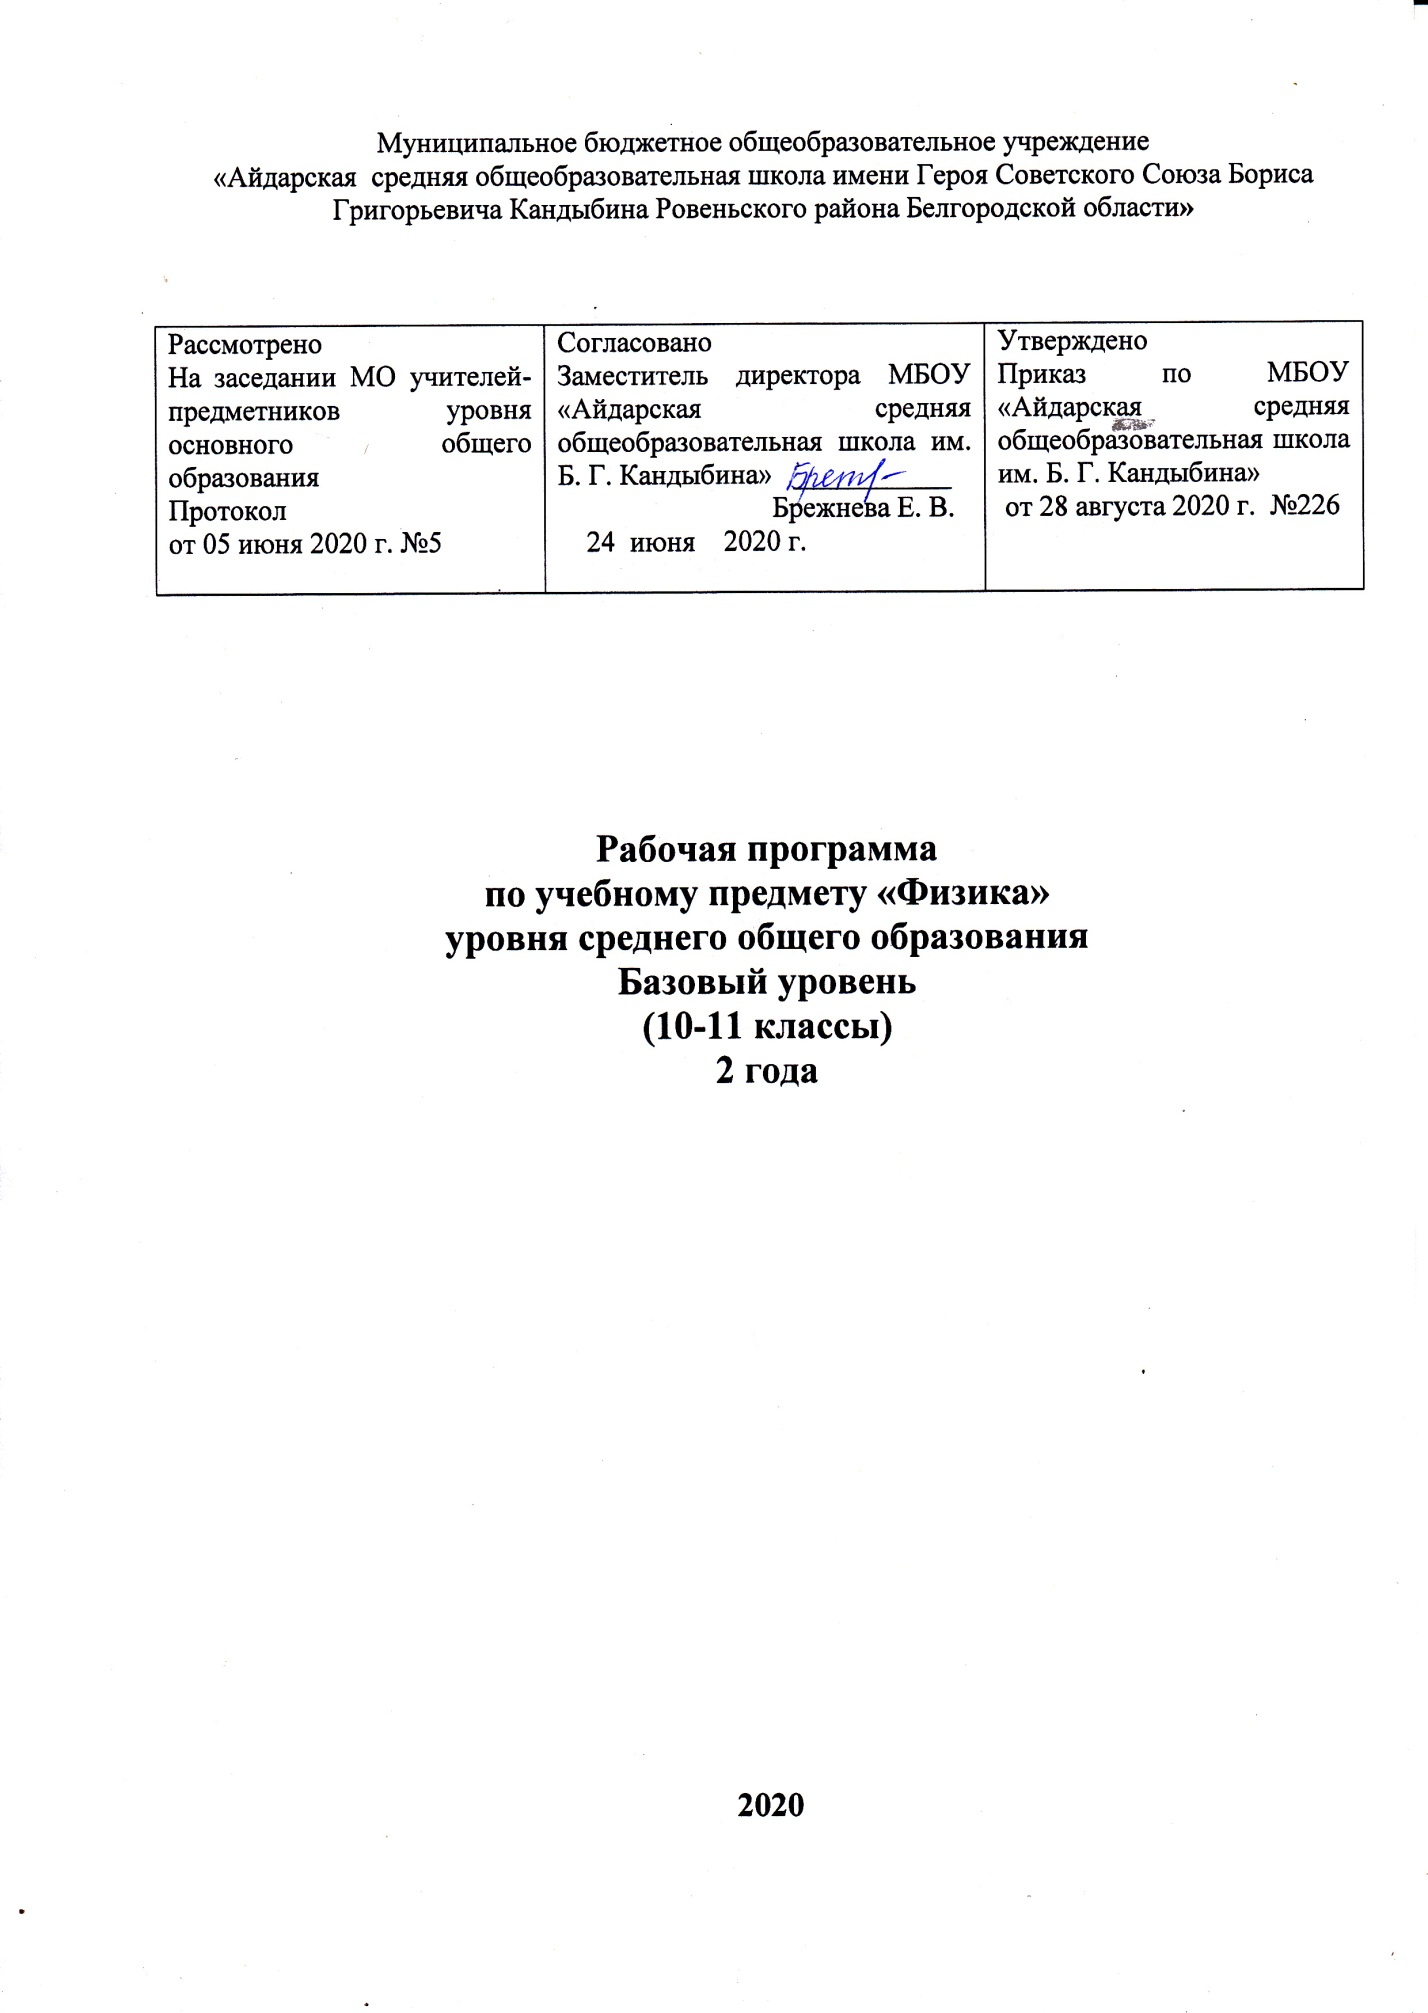 Муниципальное бюджетное общеобразовательное учреждение
«Айдарская средняя общеобразовательная школа имени Героя Советского Союза Бориса
Григорьевича Кандыбина Ровеньского района Белгородской области»
Рассмотрено
На заседании МО учителей-
предметников уровня
основного общего
образования
Протокол
от 05 июня 2020 г. №5
Согласовано
Заместитель директора МБОУ
«Айдарская средняя
общеобразовательная школа им.
Б. Г. Кандыбина»
Брежнева Е. В.
24 июня 2020 г.
Утверждено
Приказ по МБОУ
«Айдарская средняя
общеобразовательная школа
им. Б. Г. Кандыбина»
от 28 августа 2020 г. №226
Рабочая программа
по учебному предмету «Физика»
уровня среднего общего образования
Базовый уровень
(10-11 классы)
2 года
2020